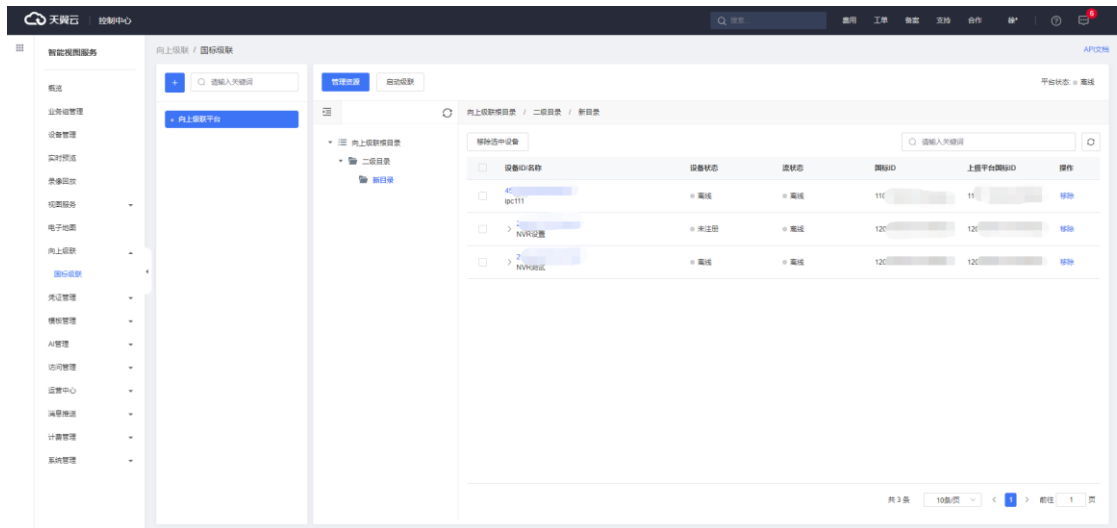 天翼云 控制中心 搜索... 费用 工单 备案 支持 合作 6
智能视图服务
向上级联 / 国标级联 API文档
概览
业务组管理
设备管理
实时预览
录像回放
视图服务
电子地图
向上级联
国标级联
凭证管理
模板管理
AI管理
访问管理
运营中心
消息推送
计费管理
系统管理
+ 请输入关键词
向上级联平台
管理资源 启动级联 平台状态: 离线
向上级联根目录 / 二级目录 / 新目录
向上级联根目录
二级目录
新目录
移除选中设备 请输入关键词
设备ID/名称 设备状态 流状态 国标ID 上级平台国标ID 操作
45
ipc111 离线 离线 110 11 移除
NVR设置 未注册 离线 120 120 移除
2
NVR测试 离线 离线 120 120 移除
共 3 条 10条/页 < 1 > 前往 1 页